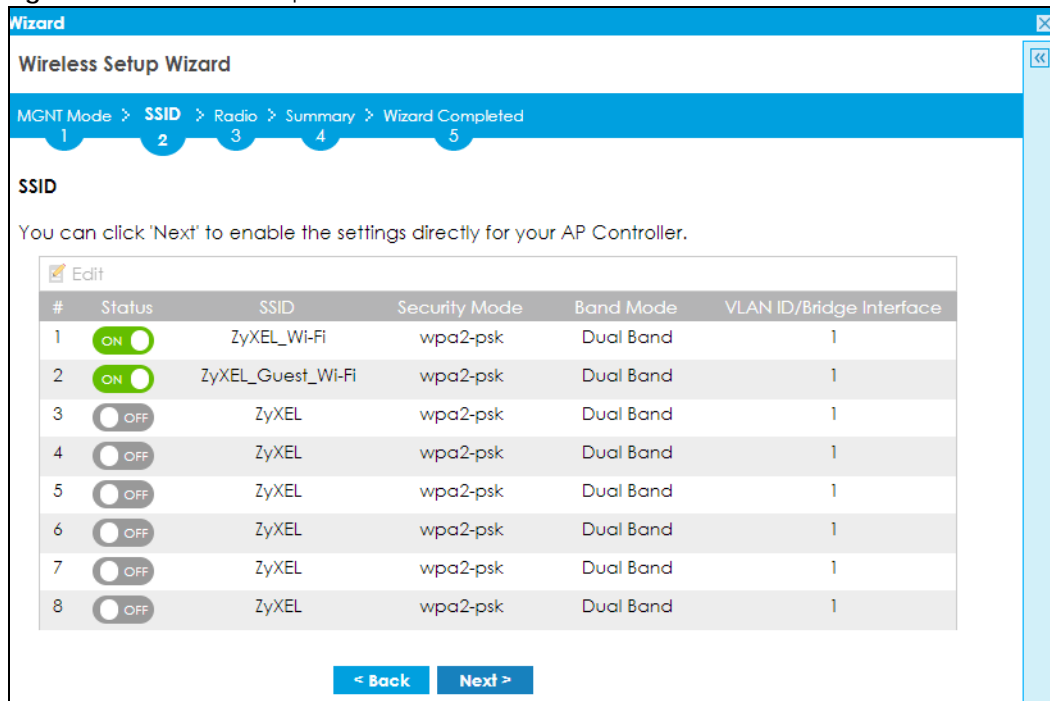 Wizard
Wireless Setup Wizard
MGNT Mode > SSID > Radio > Summary > Wizard Completed
1 2 3 4 5
SSID
You can click 'Next' to enable the settings directly for your AP Controller.
Edit
# Status SSID Security Mode Band Mode VLAN ID/Bridge Interface
1 ON ZyXEL_Wi-Fi wpa2-psk Dual Band 1
2 ON ZyXEL_Guest_Wi-Fi wpa2-psk Dual Band 1
3 OFF ZyXEL wpa2-psk Dual Band 1
4 OFF ZyXEL wpa2-psk Dual Band 1
5 OFF ZyXEL wpa2-psk Dual Band 1
6 OFF ZyXEL wpa2-psk Dual Band 1
7 OFF ZyXEL wpa2-psk Dual Band 1
8 OFF ZyXEL wpa2-psk Dual Band 1
< Back Next >